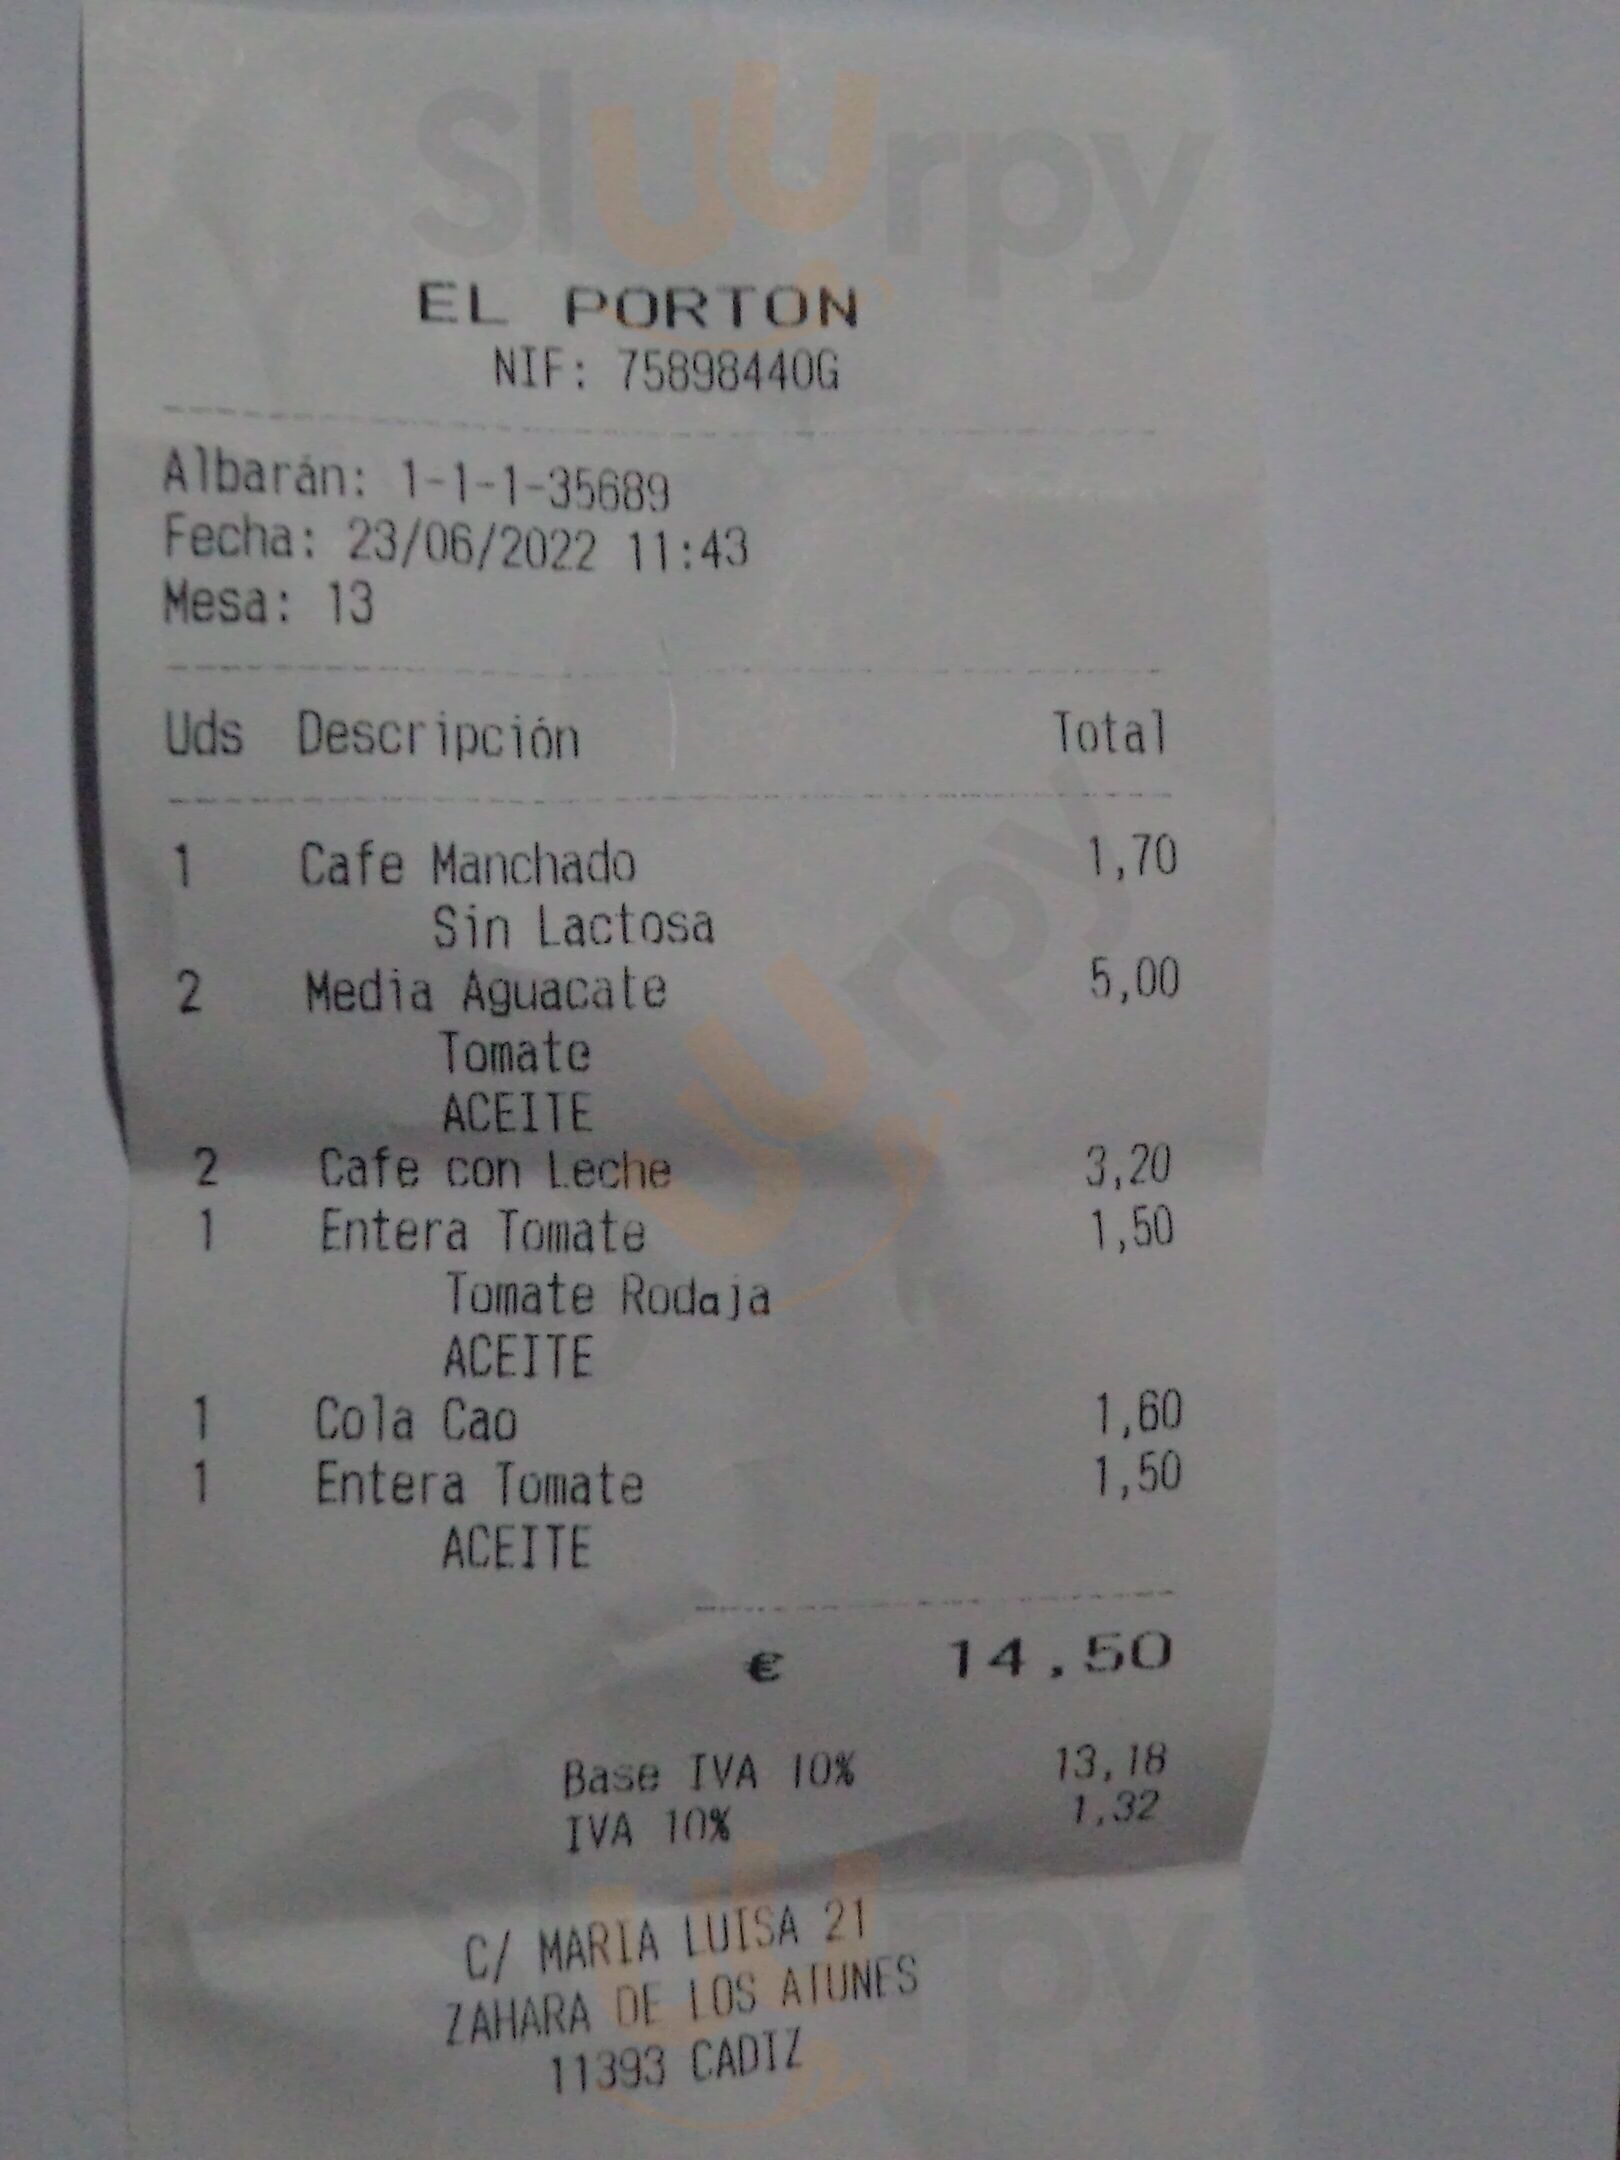 Sluurpy
EL PORTON
NIF: 75898440G
Albarán: 1-1-1-35689
Fecha: 23/06/2022 11:43
Mesa: 13
Uds Descripción Total
1 Cafe Manchado 1,70
Sin Lactosa
2 Media Aguacate 5,00
Tomate
ACEITE
2 Cafe con Leche 3,20
1 Entera Tomate 1,50
Tomate Rodaja
ACEITE
1 Cola Cao 1,60
1 Entera Tomate 1,50
ACEITE
€ 14.50
Base IVA 10% 13,18
IVA 10% 1,32
C/ MARIA LUISA 21
ZAHARA DE LOS ATUNES
11393 CADIZ
Sluurpy
Sluurpy